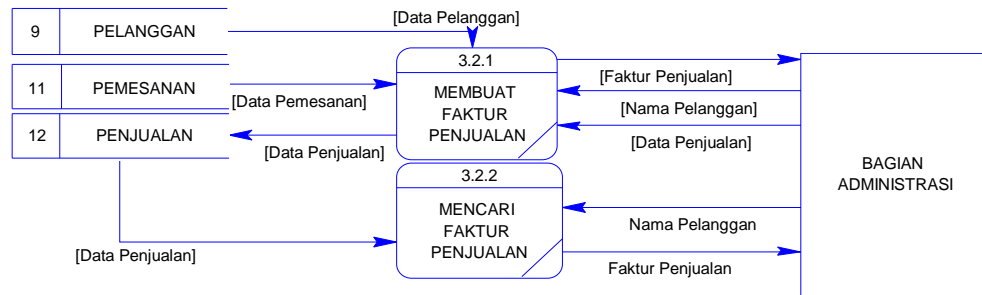 [Data Pelanggan]
9 PELANGGAN
3.2.1
[Faktur Penjualan]
11 PEMESANAN
MEMBUAT
FAKTUR
PENJUALAN
[Data Pemesanan]
[Nama Pelanggan]
12 PENJUALAN
[Data Penjualan]
[Data Penjualan]
BAGIAN
ADMINISTRASI
3.2.2
MENCARI
FAKTUR
PENJUALAN
Nama Pelanggan
[Data Penjualan]
Faktur Penjualan